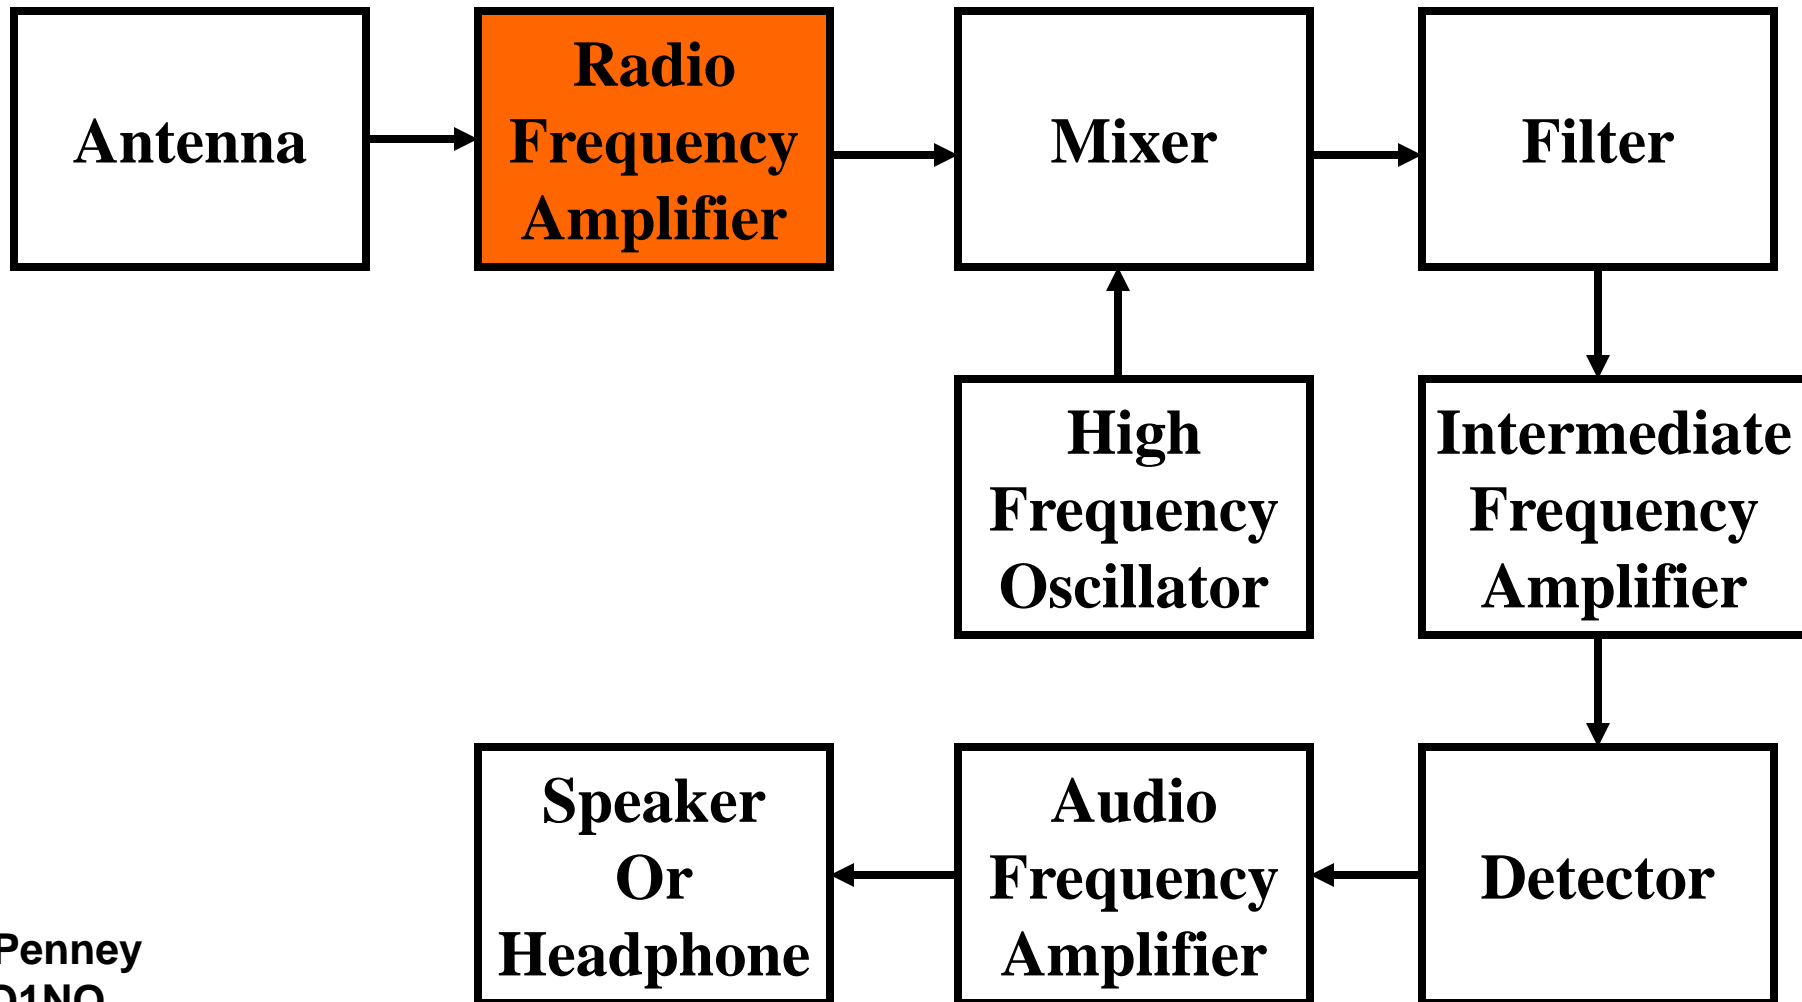 Antenna
Radio
Frequency
Amplifier
Mixer
Filter
High
Frequency
Oscillator
Intermediate
Frequency
Amplifier
Speaker
Or
Headphone
Audio
Frequency
Amplifier
Detector
Penney